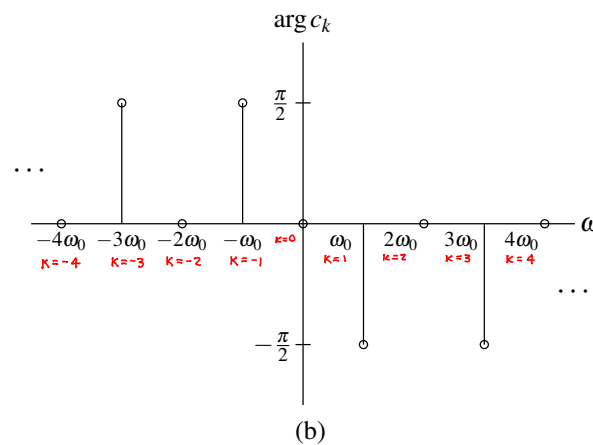 arg c_k
π/2
⋯
ω
−4ω₀ −3ω₀ −2ω₀ −ω₀ ω₀ 2ω₀ 3ω₀ 4ω₀
K=-4 K=-3 K=-2 K=-1 K=0 K=1 K=2 K=3 K=4
⋯
−π/2
(b)